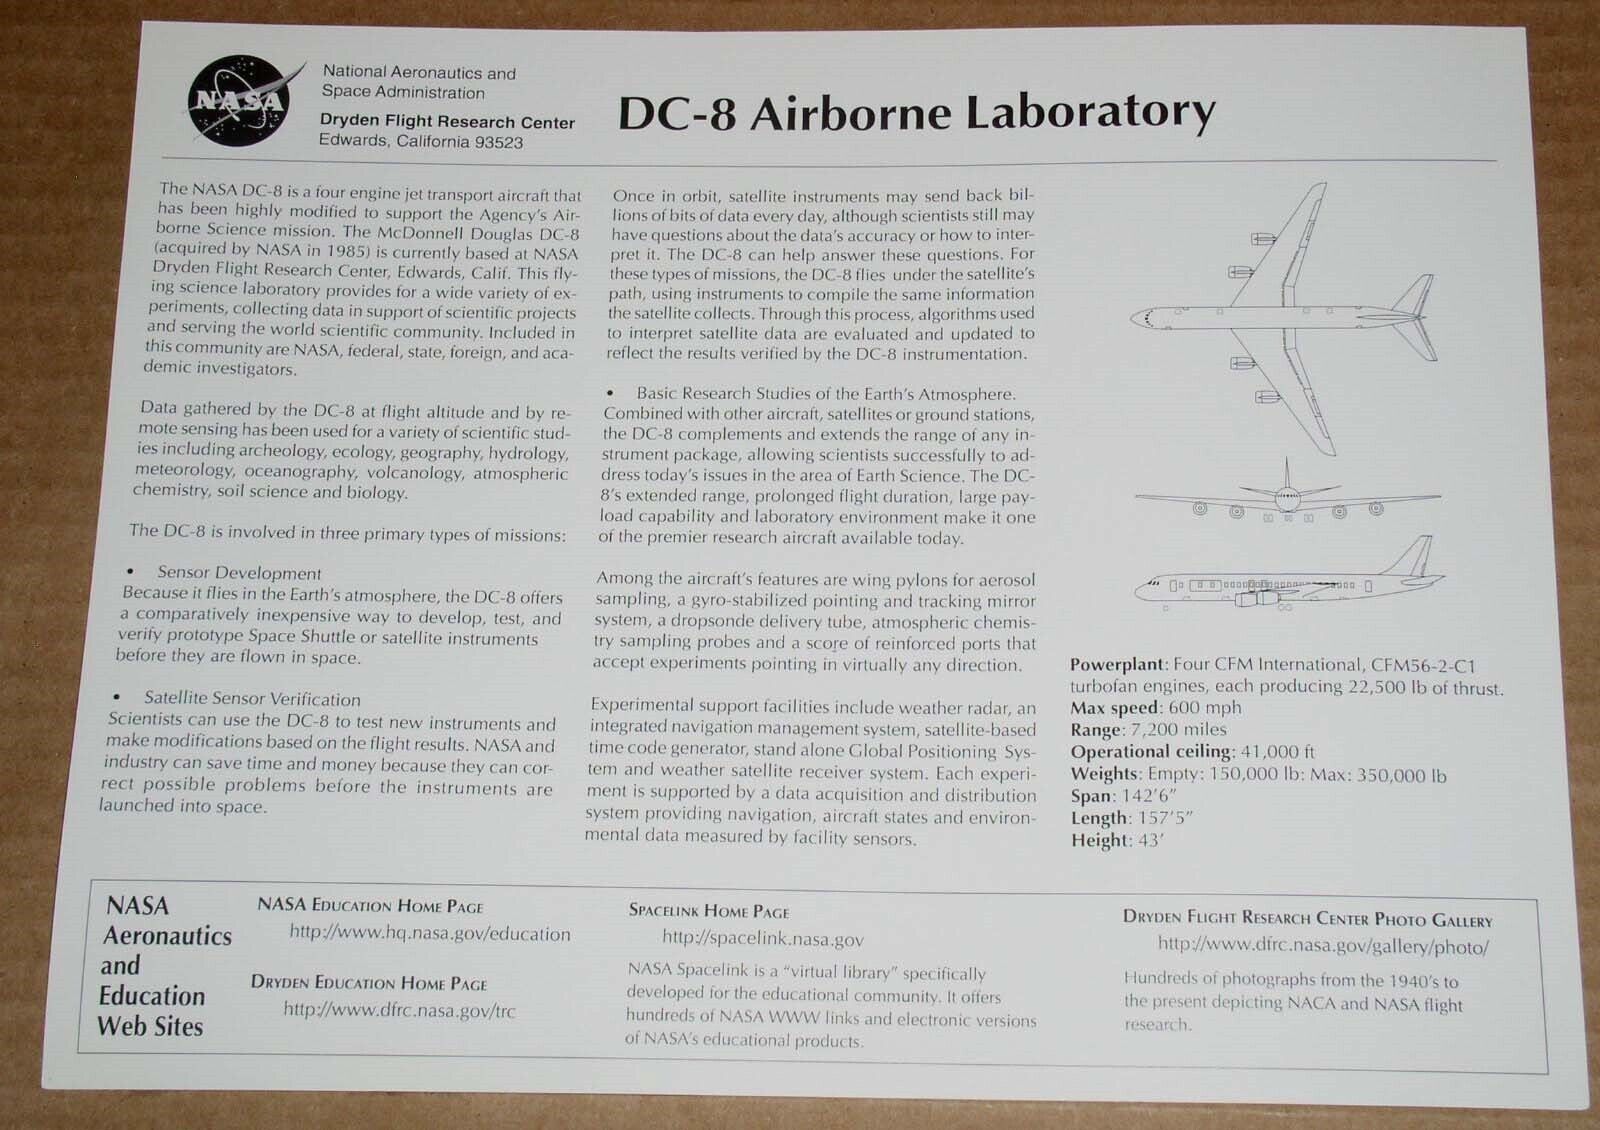 NASA
National Aeronautics and
Space Administration
Dryden Flight Research Center
Edwards, California 93523
DC-8 Airborne Laboratory
The NASA DC-8 is a four engine jet transport aircraft that
has been highly modified to support the Agency's Air-
borne Science mission. The McDonnell Douglas DC-8
(acquired by NASA in 1985) is currently based at NASA
Dryden Flight Research Center, Edwards, Calif. This fly-
ing science laboratory provides for a wide variety of ex-
periments, collecting data in support of scientific projects
and serving the world scientific community. Included in
this community are NASA, federal, state, foreign, and aca-
demic investigators.
Data gathered by the DC-8 at flight altitude and by re-
mote sensing has been used for a variety of scientific stud-
ies including archeology, ecology, geography, hydrology,
meteorology, oceanography, volcanology, atmospheric
chemistry, soil science and biology.
The DC-8 is involved in three primary types of missions:
• Sensor Development
Because it flies in the Earth's atmosphere, the DC-8 offers
a comparatively inexpensive way to develop, test, and
verify prototype Space Shuttle or satellite instruments
before they are flown in space.
• Satellite Sensor Verification
Scientists can use the DC-8 to test new instruments and
make modifications based on the flight results. NASA and
industry can save time and money because they can cor-
rect possible problems before the instruments are
launched into space.
Once in orbit, satellite instruments may send back bil-
lions of bits of data every day, although scientists still may
have questions about the data's accuracy or how to inter-
pret it. The DC-8 can help answer these questions. For
these types of missions, the DC-8 flies under the satellite's
path, using instruments to compile the same information
the satellite collects. Through this process, algorithms used
to interpret satellite data are evaluated and updated to
reflect the results verified by the DC-8 instrumentation.
• Basic Research Studies of the Earth's Atmosphere.
Combined with other aircraft, satellites or ground stations,
the DC-8 complements and extends the range of any in-
strument package, allowing scientists successfully to ad-
dress today's issues in the area of Earth Science. The DC-
8's extended range, prolonged flight duration, large pay-
load capability and laboratory environment make it one
of the premier research aircraft available today.
Among the aircraft's features are wing pylons for aerosol
sampling, a gyro-stabilized pointing and tracking mirror
system, a dropsonde delivery tube, atmospheric chemis-
try sampling probes and a score of reinforced ports that
accept experiments pointing in virtually any direction.
Experimental support facilities include weather radar, an
integrated navigation management system, satellite-based
time code generator, stand alone Global Positioning Sys-
tem and weather satellite receiver system. Each experi-
ment is supported by a data acquisition and distribution
system providing navigation, aircraft states and environ-
mental data measured by facility sensors.
Powerplant: Four CFM International, CFM56-2-C1
turbofan engines, each producing 22,500 lb of thrust.
Max speed: 600 mph
Range: 7,200 miles
Operational ceiling: 41,000 ft
Weights: Empty: 150,000 lb: Max: 350,000 lb
Span: 142'6"
Length: 157'5"
Height: 43'
NASA
Aeronautics
and
Education
Web Sites
NASA EDUCATION HOME PAGE
http://www.hq.nasa.gov/education
DRYDEN EDUCATION HOME PAGE
http://www.dfrc.nasa.gov/trc
SPACELINK HOME PAGE
http://spacelink.nasa.gov
NASA Spacelink is a "virtual library" specifically
developed for the educational community. It offers
hundreds of NASA WWW links and electronic versions
of NASA's educational products.
DRYDEN FLIGHT RESEARCH CENTER PHOTO GALLERY
http://www.dfrc.nasa.gov/gallery/photo/
Hundreds of photographs from the 1940's to
the present depicting NACA and NASA flight
research.